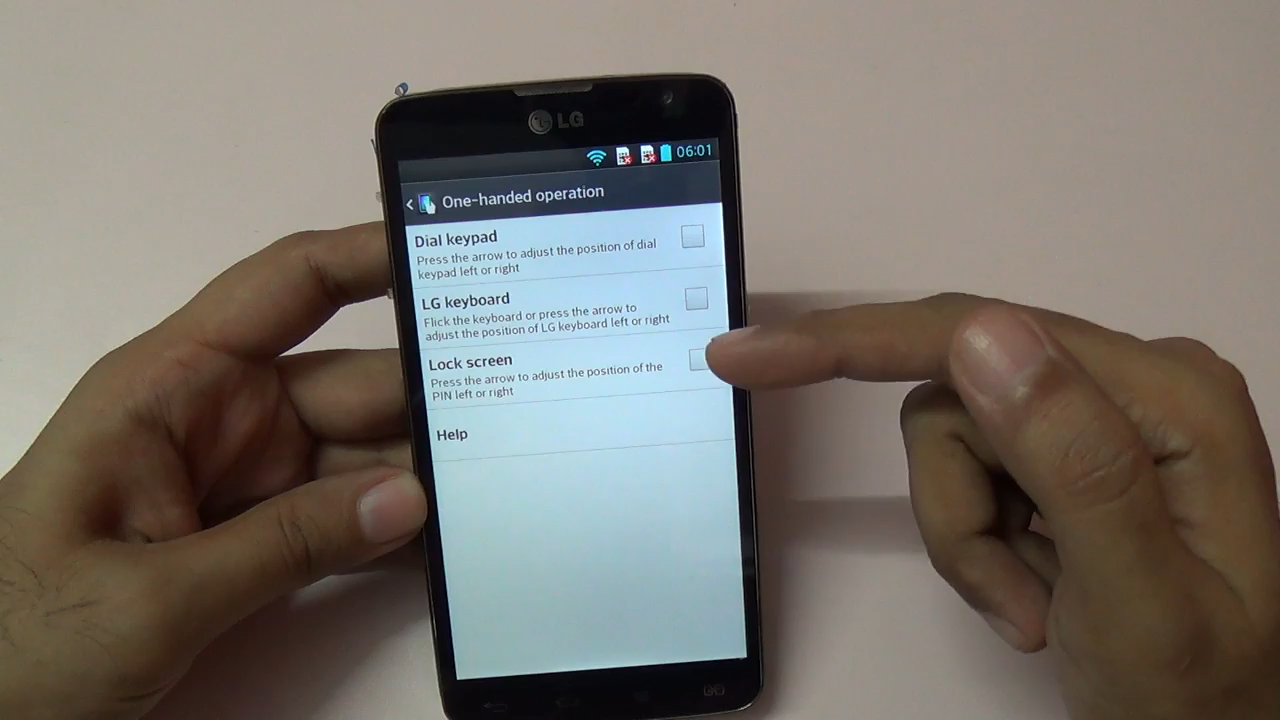 LG
06:01
One-handed operation
Dial keypad
Press the arrow to adjust the position of dial
keypad left or right
LG keyboard
Flick the keyboard or press the arrow to
adjust the position of LG keyboard left or right
Lock screen
Press the arrow to adjust the position of the
PIN left or right
Help